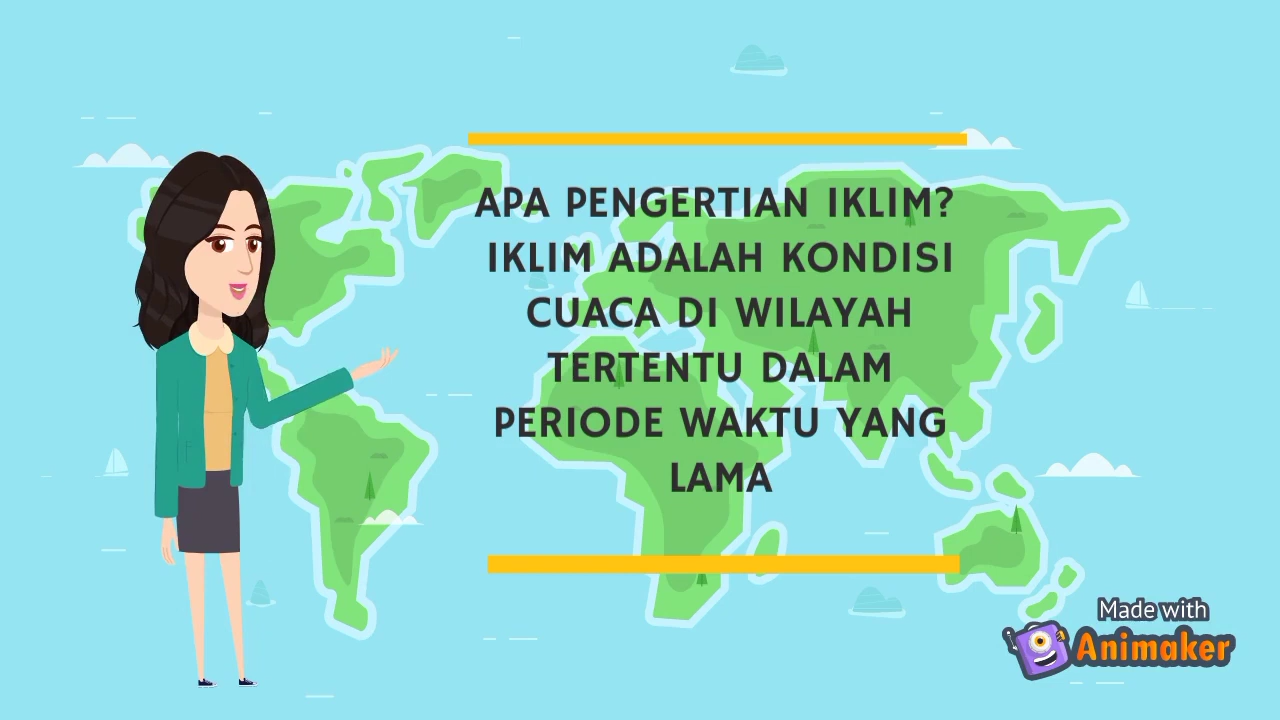 APA PENGERTIAN IKLIM?
IKLIM ADALAH KONDISI
CUACA DI WILAYAH
TERTENTU DALAM
PERIODE WAKTU YANG
LAMA
Made with
Animaker